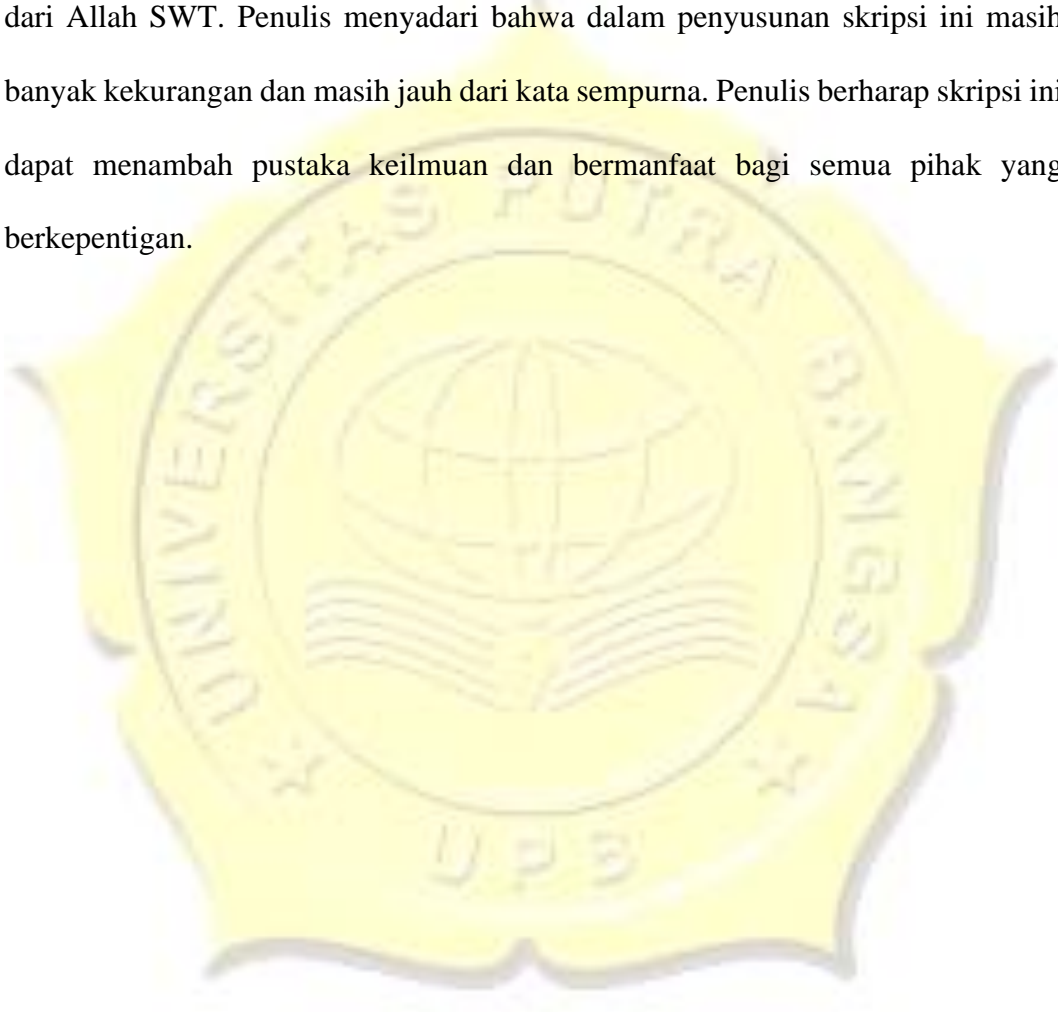 dari Allah SWT. Penulis menyadari bahwa dalam penyusunan skripsi ini masih
banyak kekurangan dan masih jauh dari kata sempurna. Penulis berharap skripsi ini
dapat menambah pustaka keilmuan dan bermanfaat bagi semua pihak yang
berkepentigan.
UNIVERSITAS PUTRA BANGSA
UPB